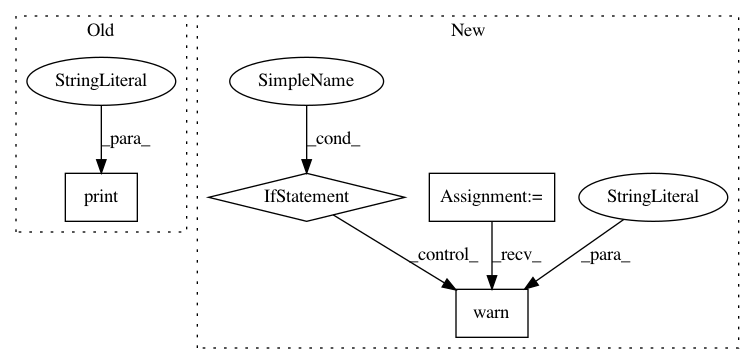 Old
New
StringLiteral
SimpleName
_para_
_cond_
print
IfStatement
Assignment:=
StringLiteral
_control_
_recv_
_para_
warn